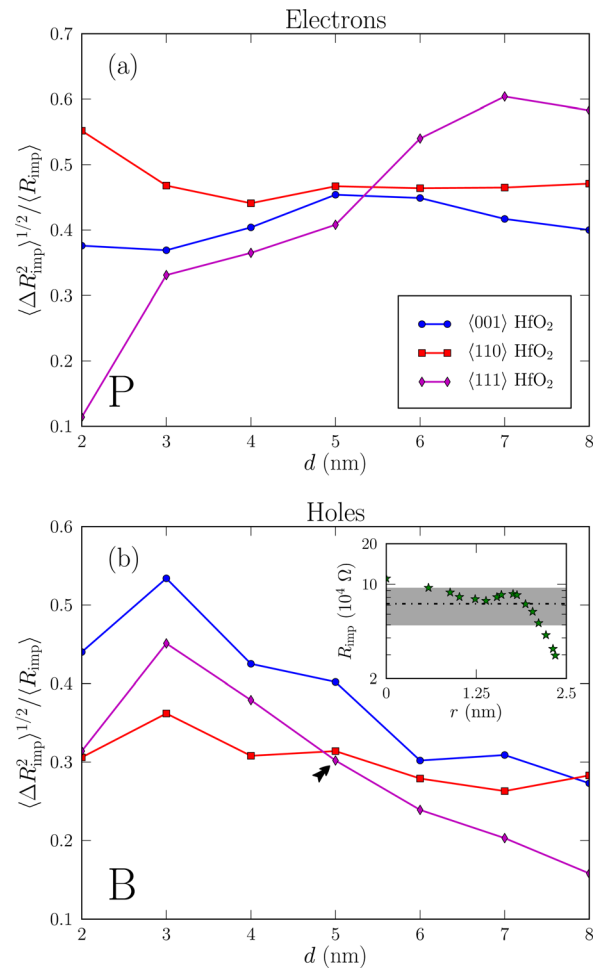 Electrons
(a)
0.7
0.6
0.5
0.4
0.3
0.2
0.1
⟨ΔR²imp⟩^1/2/⟨Rimp⟩
⟨001⟩ HfO₂
⟨110⟩ HfO₂
⟨111⟩ HfO₂
P
2 3 4 5 6 7 8
d (nm)
Holes
(b)
0.6
0.5
0.4
0.3
0.2
0.1
⟨ΔR²imp⟩^1/2/⟨Rimp⟩
20
10
2
Rimp (10⁴ Ω)
0 1.25 2.5
r (nm)
B
2 3 4 5 6 7 8
d (nm)